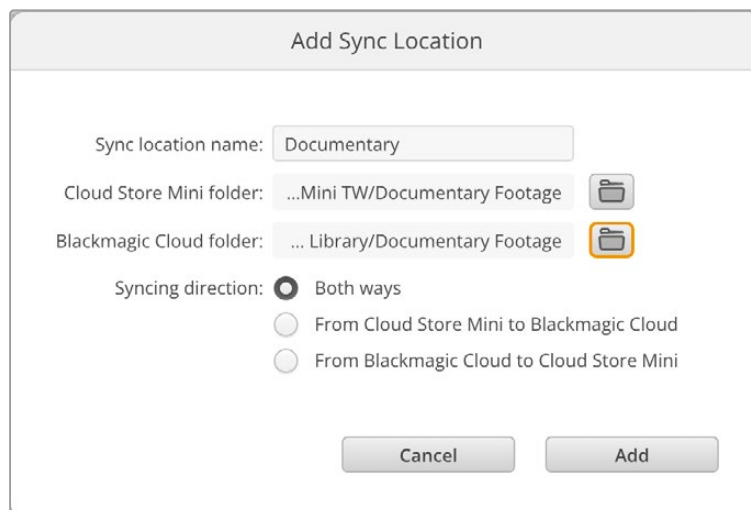 Add Sync Location
Sync location name: Documentary
Cloud Store Mini folder: ...Mini TW/Documentary Footage
Blackmagic Cloud folder: ... Library/Documentary Footage
Syncing direction: Both ways
From Cloud Store Mini to Blackmagic Cloud
From Blackmagic Cloud to Cloud Store Mini
Cancel Add